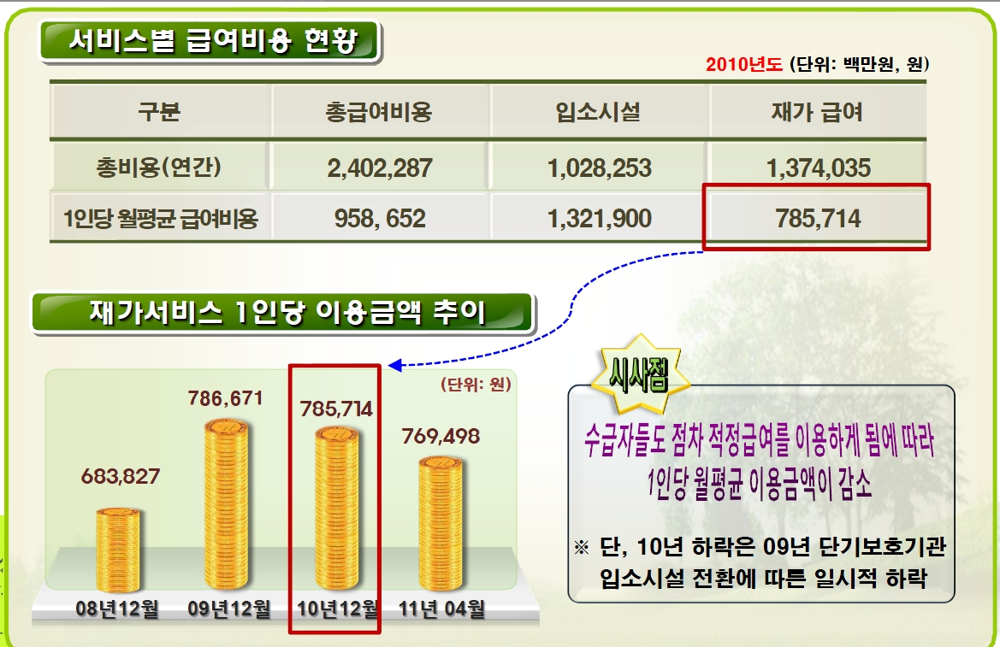 서비스별 급여비용 현황
2010년도 (단위: 백만원, 원)
구분 총급여비용 입소시설 재가 급여
총비용(연간) 2,402,287 1,028,253 1,374,035
1인당 월평균 급여비용 958, 652 1,321,900 785,714
재가서비스 1인당 이용금액 추이
(단위: 원)
683,827 786,671 785,714 769,498
08년12월 09년12월 10년12월 11년 04월
시사점
수급자들도 점차 적정급여를 이용하게 됨에 따라
1인당 월평균 이용금액이 감소
※ 단, 10년 하락은 09년 단기보호기관
입소시설 전환에 따른 일시적 하락